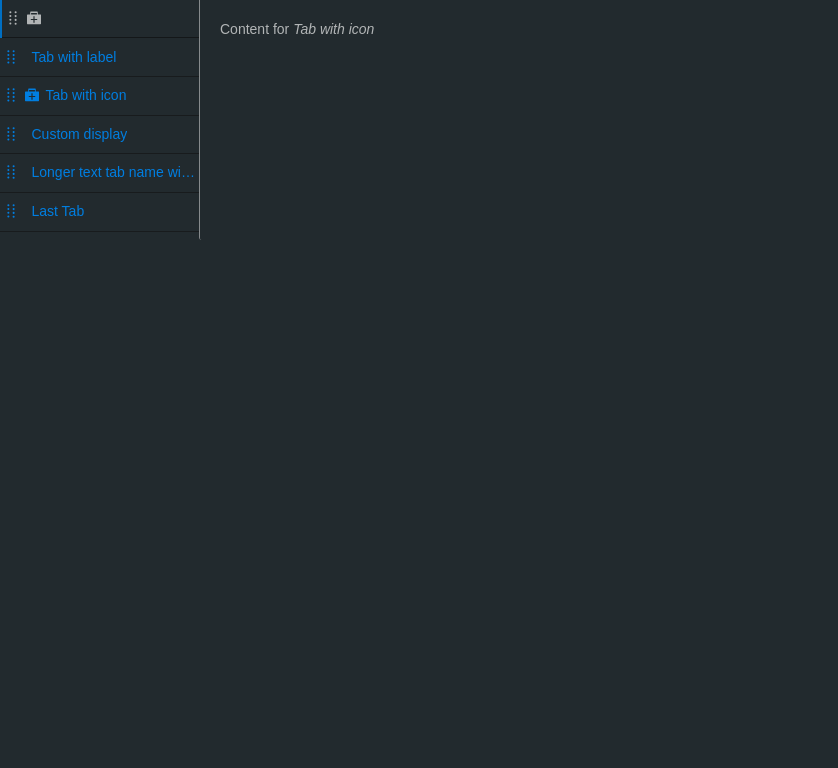 Content for Tab with icon
Tab with label
Tab with icon
Custom display
Longer text tab name wi…
Last Tab